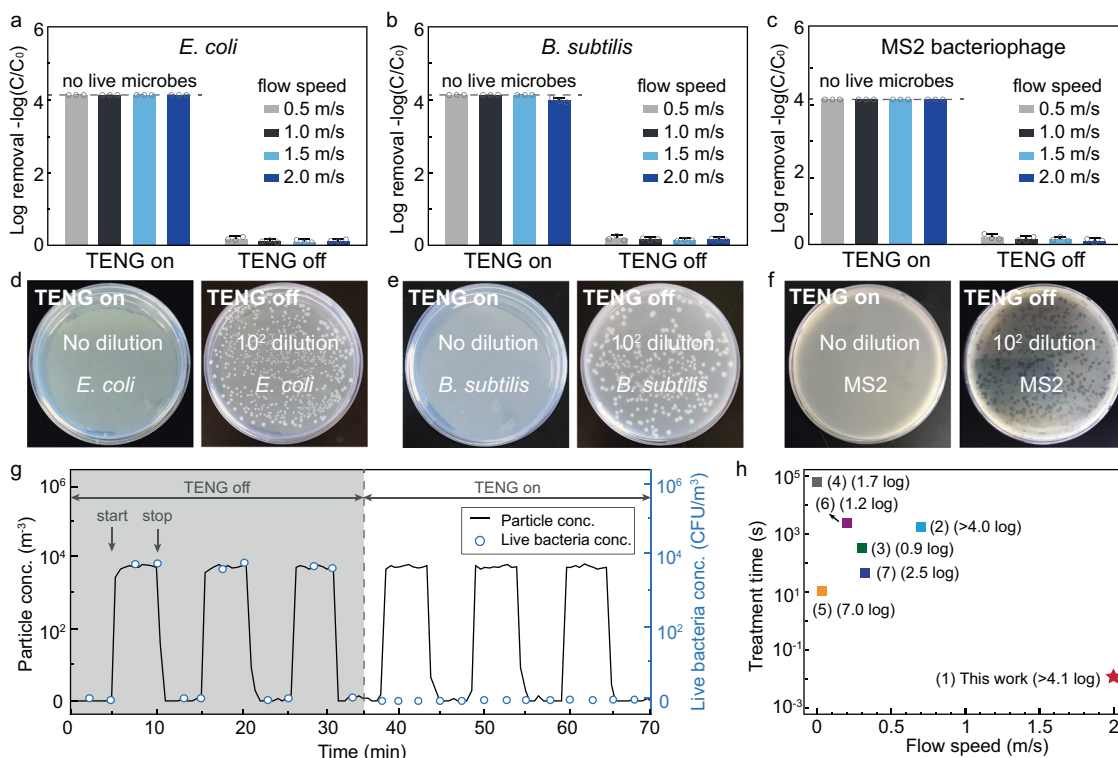 a
E. coli
Log removal -log(C/C₀)
6
4
2
0
no live microbes
flow speed
0.5 m/s
1.0 m/s
1.5 m/s
2.0 m/s
TENG on
TENG off
b
B. subtilis
Log removal -log(C/C₀)
6
4
2
0
no live microbes
flow speed
0.5 m/s
1.0 m/s
1.5 m/s
2.0 m/s
TENG on
TENG off
c
MS2 bacteriophage
Log removal -log(C/C₀)
6
4
2
0
no live microbes
flow speed
0.5 m/s
1.0 m/s
1.5 m/s
2.0 m/s
TENG on
TENG off
d
TENG on
No dilution
E. coli
TENG off
10² dilution
E. coli
e
TENG on
No dilution
B. subtilis
TENG off
10² dilution
B. subtilis
f
TENG on
No dilution
MS2
TENG off
10² dilution
MS2
g
Particle conc. (m⁻³)
10⁶
10⁴
10²
0
TENG off
TENG on
start
stop
Particle conc.
Live bacteria conc.
10⁶
10⁴
10²
0
Live bacteria conc. (CFU/m³)
0
10
20
30
40
50
60
70
Time (min)
h
Treatment time (s)
10⁵
10³
10¹
10⁻¹
10⁻³
(4) (1.7 log)
(6) (1.2 log)
(2) (>4.0 log)
(3) (0.9 log)
(7) (2.5 log)
(5) (7.0 log)
(1) This work (>4.1 log)
0
0.5
1
1.5
2
Flow speed (m/s)